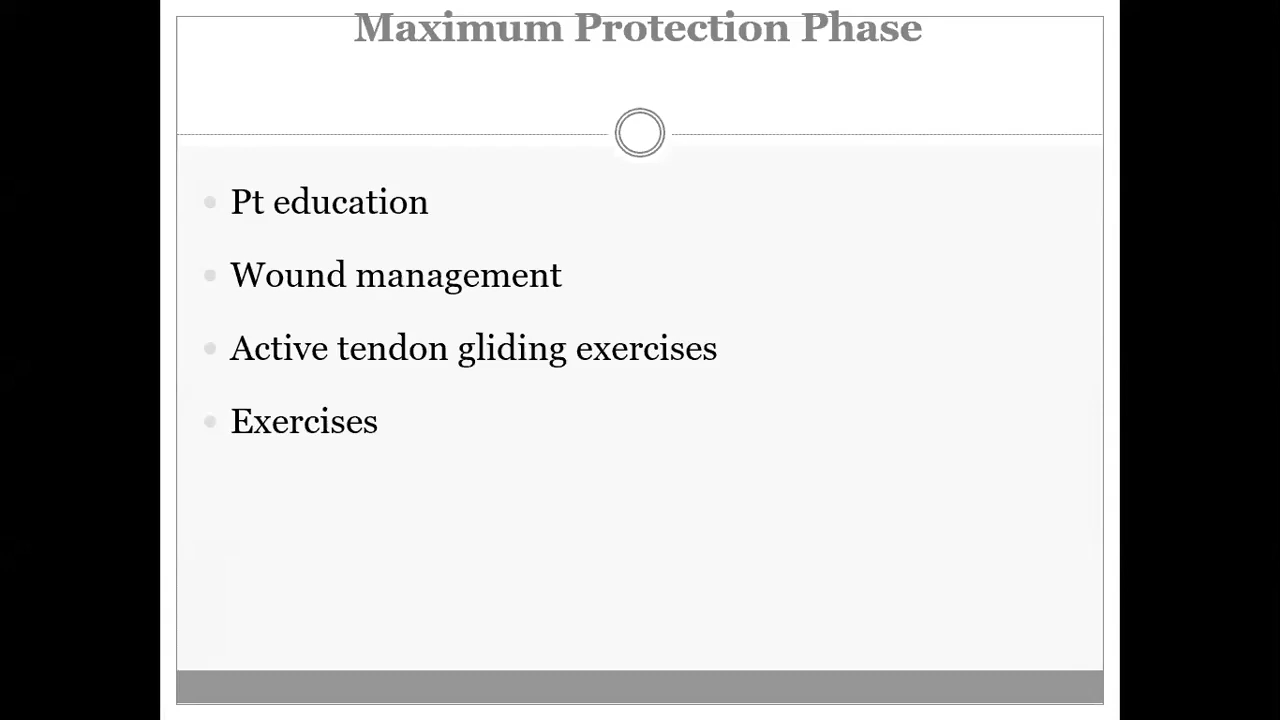 Maximum Protection Phase
Pt education
Wound management
Active tendon gliding exercises
Exercises